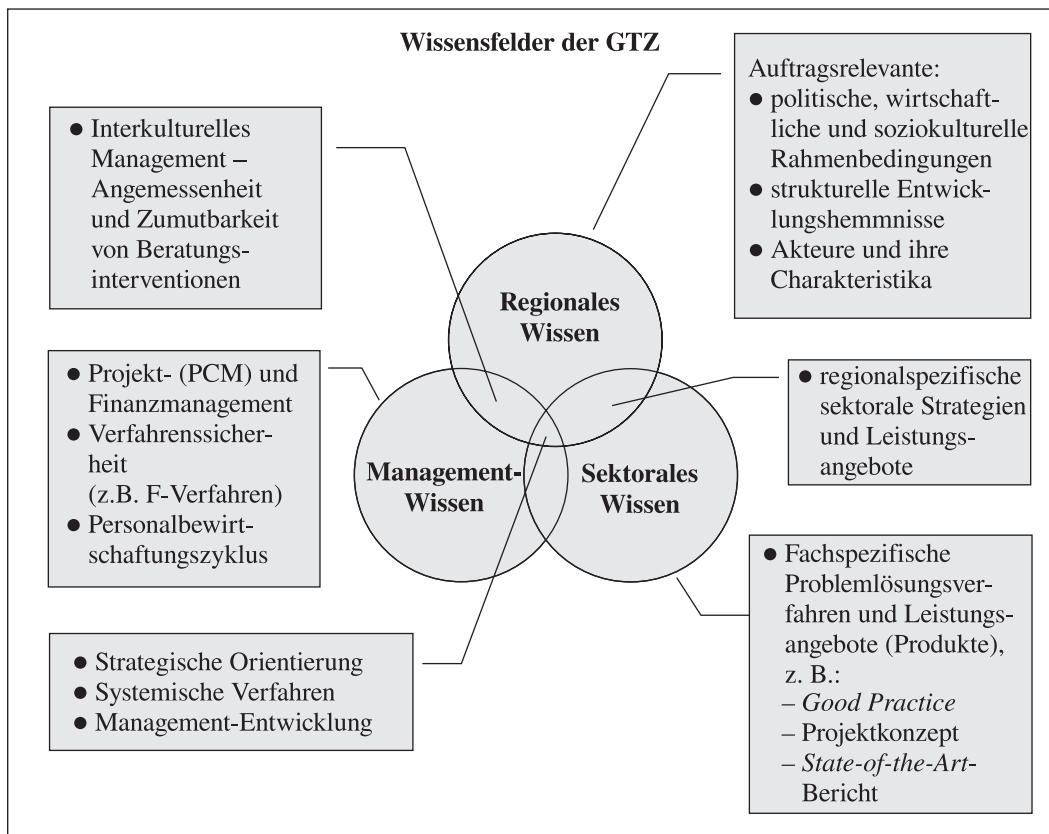 Wissensfelder der GTZ
● Interkulturelles
Management –
Angemessenheit
und Zumutbarkeit
von Beratungs-
interventionen
Auftragsrelevante:
● politische, wirtschaft-
liche und soziokulturelle
Rahmenbedingungen
● strukturelle Entwick-
lungshemmnisse
● Akteure und ihre
Charakteristika
Regionales
Wissen
● Projekt- (PCM) und
Finanzmanagement
● Verfahrenssicher-
heit
(z.B. F-Verfahren)
● Personalbewirt-
schaftungszyklus
Management-
Wissen
Sektorales
Wissen
● regionalspezifische
sektorale Strategien
und Leistungs-
angebote
● Strategische Orientierung
● Systemische Verfahren
● Management-Entwicklung
● Fachspezifische
Problemlösungsver-
fahren und Leistungs-
angebote (Produkte),
z. B.:
– Good Practice
– Projektkonzept
– State-of-the-Art-
Bericht